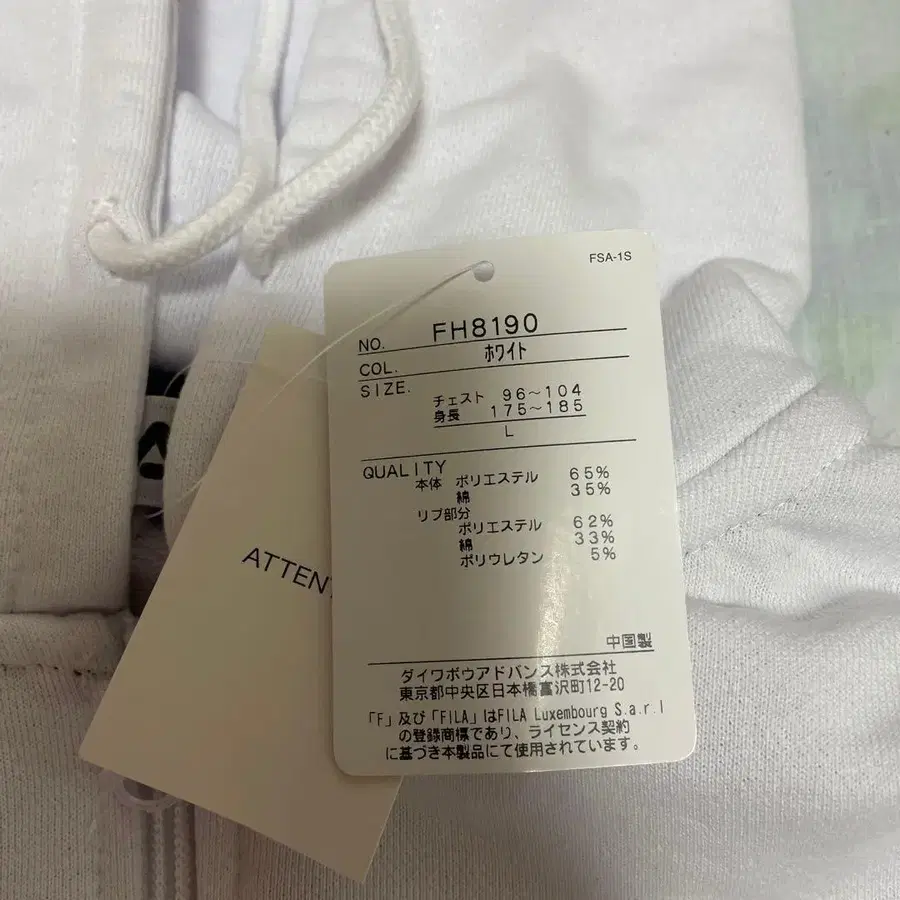 FSA-1S
NO. FH8190
COL. ホワイト
SIZE.
チェスト 96~104
身長 175~185
L
QUALITY
本体 ポリエステル 65%
綿 35%
リブ部分
ポリエステル 62%
綿 33%
ポリウレタン 5%
中国製
ダイワボウアドバンス株式会社
東京都中央区日本橋富沢町12-20
「F」及び「FILA」はFILA Luxembourg S.a.r.l
の登録商標であり、ライセンス契約
に基づき本製品にて使用されています。
ATTENT